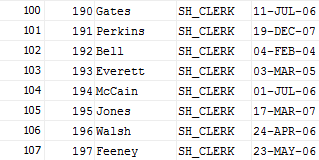 100 190 Gates SH_CLERK 11-JUL-06
101 191 Perkins SH_CLERK 19-DEC-07
102 192 Bell SH_CLERK 04-FEB-04
103 193 Everett SH_CLERK 03-MAR-05
104 194 McCain SH_CLERK 01-JUL-06
105 195 Jones SH_CLERK 17-MAR-07
106 196 Walsh SH_CLERK 24-APR-06
107 197 Feeney SH_CLERK 23-MAY-06